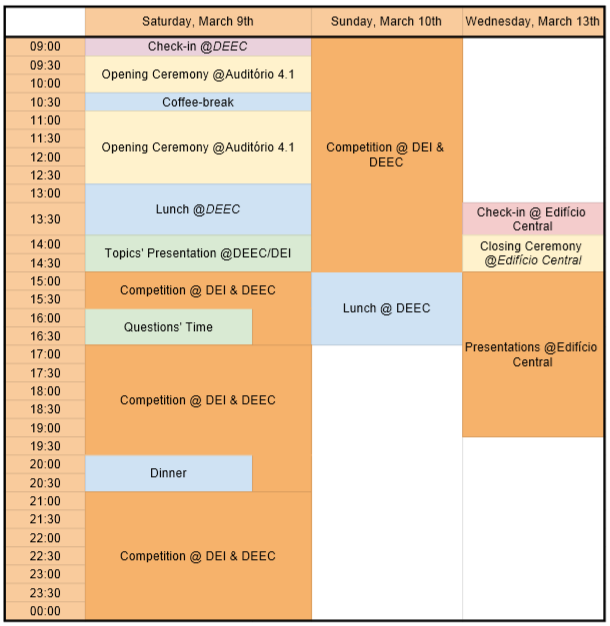 Saturday, March 9th Sunday, March 10th Wednesday, March 13th
09:00 Check-in @DEEC
09:30
Opening Ceremony @Auditório 4.1
10:00
10:30 Coffee-break
11:00
11:30
Opening Ceremony @Auditório 4.1
Competition @ DEI &
DEEC
12:00
12:30
13:00
Lunch @DEEC
13:30
Check-in @ Edifício
Central
14:00
Topics' Presentation @DEEC/DEI
Closing Ceremony
@Edifício Central
14:30
15:00
Competition @ DEI & DEEC
15:30
Lunch @ DEEC
16:00
Questions' Time
16:30
17:00
Presentations @Edifício
Central
17:30
18:00
Competition @ DEI & DEEC
18:30
19:00
19:30
20:00
Dinner
20:30
21:00
21:30
22:00
22:30 Competition @ DEI & DEEC
23:00
23:30
00:00